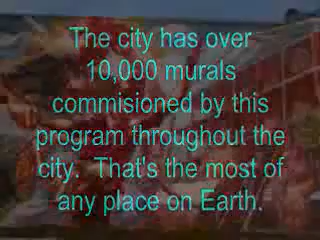 The city has over
10,000 murals
commisioned by this
program throughout the
city. That's the most of
any place on Earth.